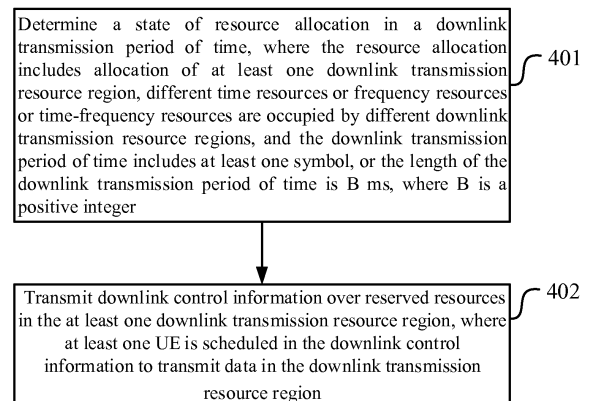 Determine a state of resource allocation in a downlink
transmission period of time, where the resource allocation
includes allocation of at least one downlink transmission
resource region, different time resources or frequency resources
or time-frequency resources are occupied by different downlink
transmission resource regions, and the downlink transmission
period of time includes at least one symbol, or the length of the
downlink transmission period of time is B ms, where B is a
positive integer
401
Transmit downlink control information over reserved resources
in the at least one downlink transmission resource region, where
at least one UE is scheduled in the downlink control
information to transmit data in the downlink transmission
resource region
402